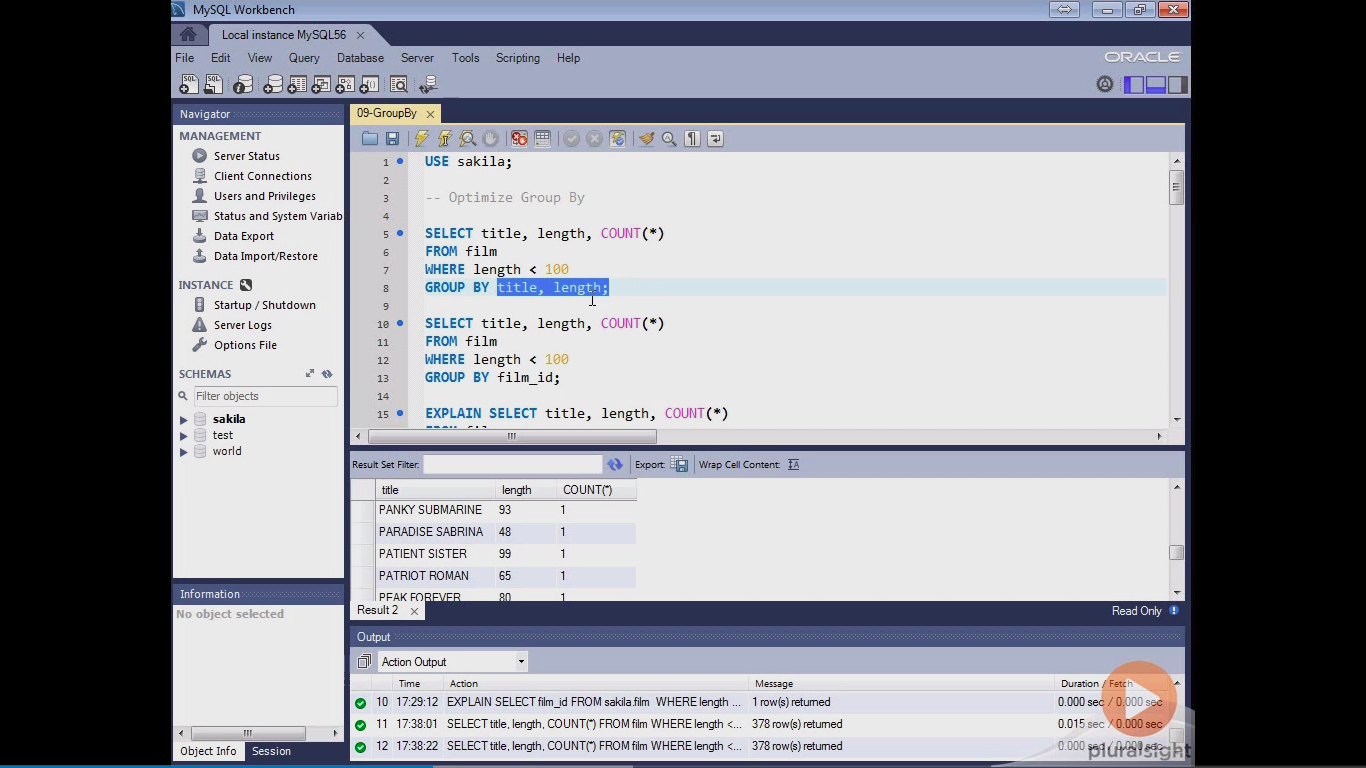 MySQL Workbench
Local instance MySQL56
File Edit View Query Database Server Tools Scripting Help
ORACLE
Navigator
MANAGEMENT
Server Status
Client Connections
Users and Privileges
Status and System Variab
Data Export
Data Import/Restore
INSTANCE
Startup / Shutdown
Server Logs
Options File
SCHEMAS
Filter objects
sakila
test
world
Information
No object selected
Object Info Session
09-GroupBy
1 USE sakila;
2
3 -- Optimize Group By
4
5 SELECT title, length, COUNT(*)
6 FROM film
7 WHERE length < 100
8 GROUP BY title, length;
9
10 SELECT title, length, COUNT(*)
11 FROM film
12 WHERE length < 100
13 GROUP BY film_id;
14
15 EXPLAIN SELECT title, length, COUNT(*)
Result Set Filter: Export: Wrap Cell Content:
title length COUNT(*)
PANKY SUBMARINE 93 1
PARADISE SABRINA 48 1
PATIENT SISTER 99 1
PATRIOT ROMAN 65 1
PEAK FOREVER 80 1
Result 2
Read Only
Output
Action Output
Time Action Message Duration / Fetch
10 17:29:12 EXPLAIN SELECT film_id FROM sakila.film WHERE length ... 1 row(s) returned 0.000 sec / 0.000 sec
11 17:38:01 SELECT title, length, COUNT(*) FROM film WHERE length <... 378 row(s) returned 0.015 sec / 0.000 sec
12 17:38:22 SELECT title, length, COUNT(*) FROM film WHERE length <... 378 row(s) returned 0.000 sec / 0.000 sec
pluralsight